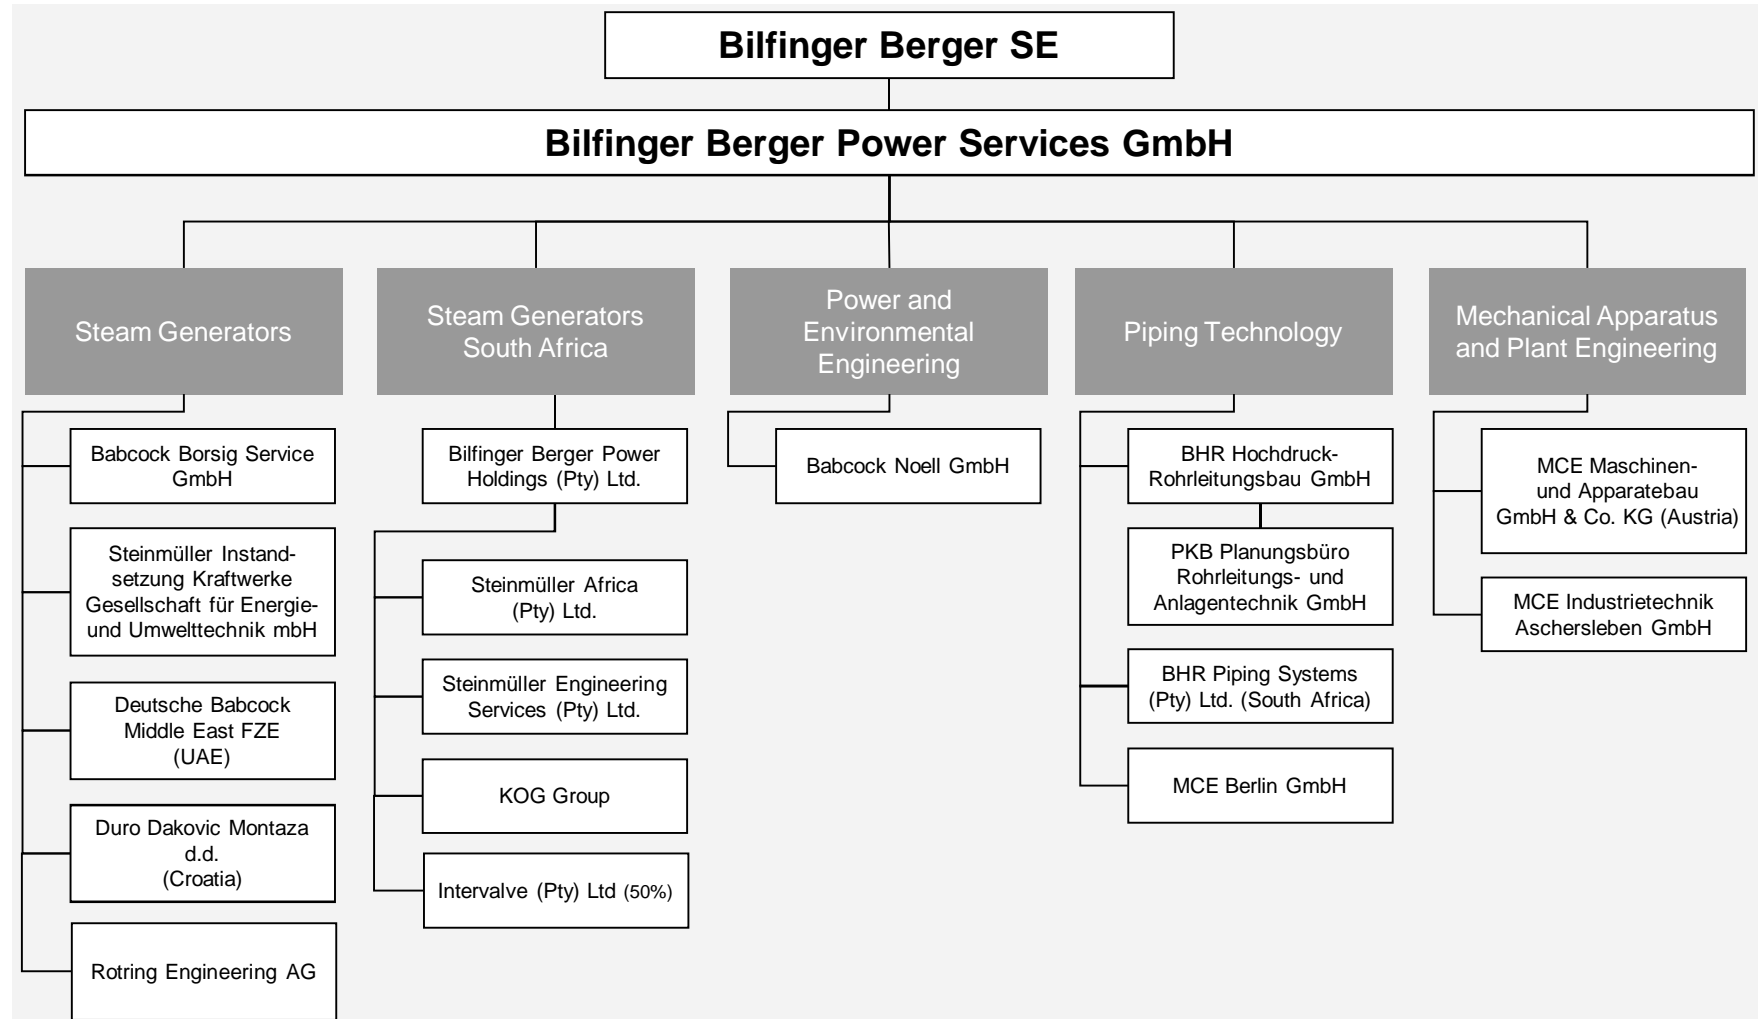 Bilfinger Berger SE
Bilfinger Berger Power Services GmbH
Steam Generators
Steam Generators
South Africa
Power and
Environmental
Engineering
Piping Technology
Mechanical Apparatus
and Plant Engineering
Babcock Borsig Service
GmbH
Steinmüller Instand-
setzung Kraftwerke
Gesellschaft für Energie-
und Umwelttechnik mbH
Deutsche Babcock
Middle East FZE
(UAE)
Duro Dakovic Montaza
d.d.
(Croatia)
Rotring Engineering AG
Bilfinger Berger Power
Holdings (Pty) Ltd.
Steinmüller Africa
(Pty) Ltd.
Steinmüller Engineering
Services (Pty) Ltd.
KOG Group
Intervalve (Pty) Ltd (50%)
Babcock Noell GmbH
BHR Hochdruck-
Rohrleitungsbau GmbH
PKB Planungsbüro
Rohrleitungs- und
Anlagentechnik GmbH
BHR Piping Systems
(Pty) Ltd. (South Africa)
MCE Berlin GmbH
MCE Maschinen-
und Apparatebau
GmbH & Co. KG (Austria)
MCE Industrietechnik
Aschersleben GmbH